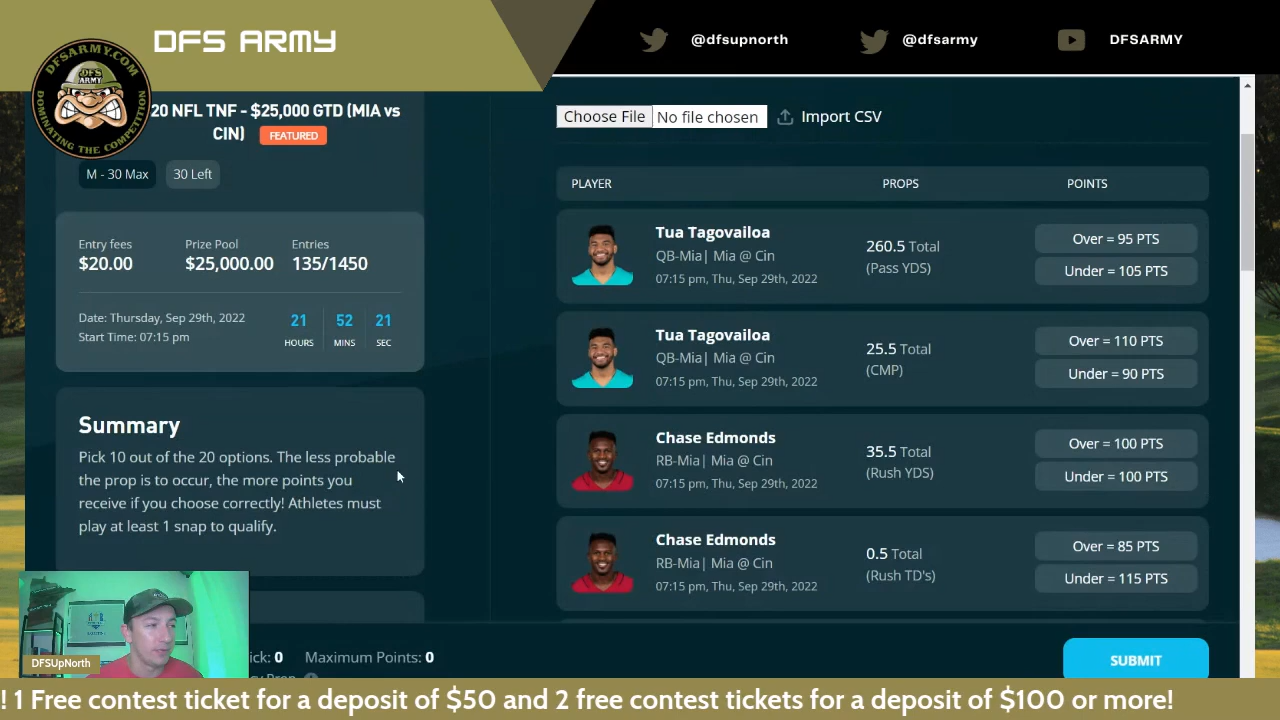 DFS ARMY
@dfsupnorth
@dfsarmy
DFSARMY
DFSARMY.COM
DFS
ARMY
DOMINATING THE COMPETITION
20 NFL TNF - $25,000 GTD (MIA vs
CIN) FEATURED
M - 30 Max
30 Left
Entry fees
$20.00
Prize Pool
$25,000.00
Entries
135/1450
Date: Thursday, Sep 29th, 2022
Start Time: 07:15 pm
21 52 21
HOURS MINS SEC
Summary
Pick 10 out of the 20 options. The less probable
the prop is to occur, the more points you
receive if you choose correctly! Athletes must
play at least 1 snap to qualify.
Choose File No file chosen Import CSV
PLAYER PROPS POINTS
Tua Tagovailoa
QB-Mia| Mia @ Cin
07:15 pm, Thu, Sep 29th, 2022
260.5 Total
(Pass YDS)
Over = 95 PTS
Under = 105 PTS
Tua Tagovailoa
QB-Mia| Mia @ Cin
07:15 pm, Thu, Sep 29th, 2022
25.5 Total
(CMP)
Over = 110 PTS
Under = 90 PTS
Chase Edmonds
RB-Mia| Mia @ Cin
07:15 pm, Thu, Sep 29th, 2022
35.5 Total
(Rush YDS)
Over = 100 PTS
Under = 100 PTS
Chase Edmonds
RB-Mia| Mia @ Cin
07:15 pm, Thu, Sep 29th, 2022
0.5 Total
(Rush TD's)
Over = 85 PTS
Under = 115 PTS
ick: 0 Maximum Points: 0
SUBMIT
DFSUpNorth
! 1 Free contest ticket for a deposit of $50 and 2 free contest tickets for a deposit of $100 or more!